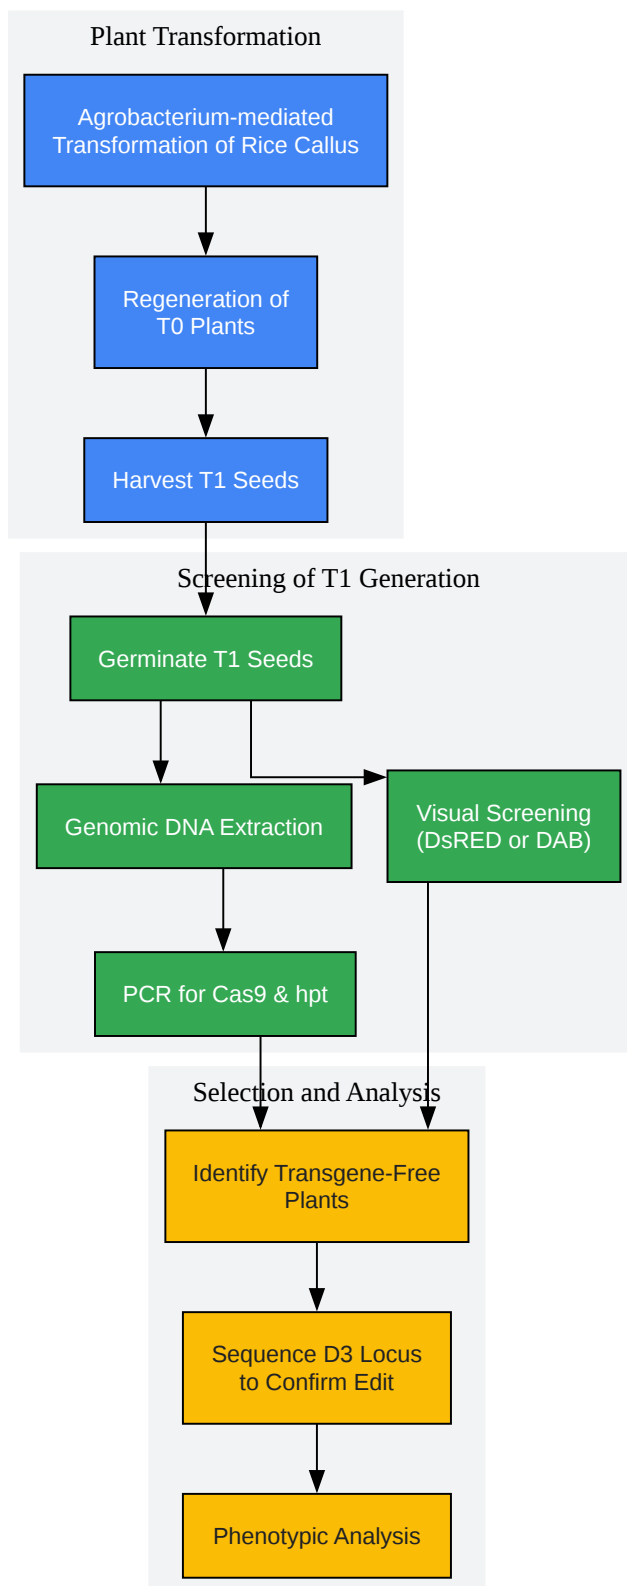 Plant Transformation
Agrobacterium-mediated
Transformation of Rice Callus
Regeneration of
T0 Plants
Harvest T1 Seeds
Screening of T1 Generation
Germinate T1 Seeds
Genomic DNA Extraction
Visual Screening
(DsRED or DAB)
PCR for Cas9 & hpt
Selection and Analysis
Identify Transgene-Free
Plants
Sequence D3 Locus
to Confirm Edit
Phenotypic Analysis